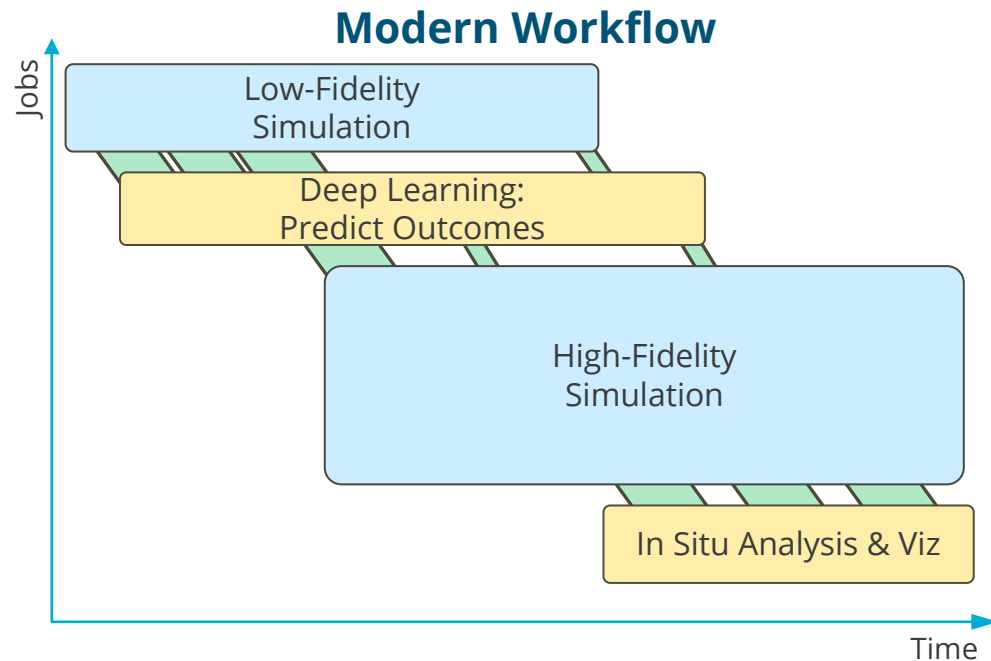 Modern Workflow
Jobs
Low-Fidelity
Simulation
Deep Learning:
Predict Outcomes
High-Fidelity
Simulation
In Situ Analysis & Viz
Time